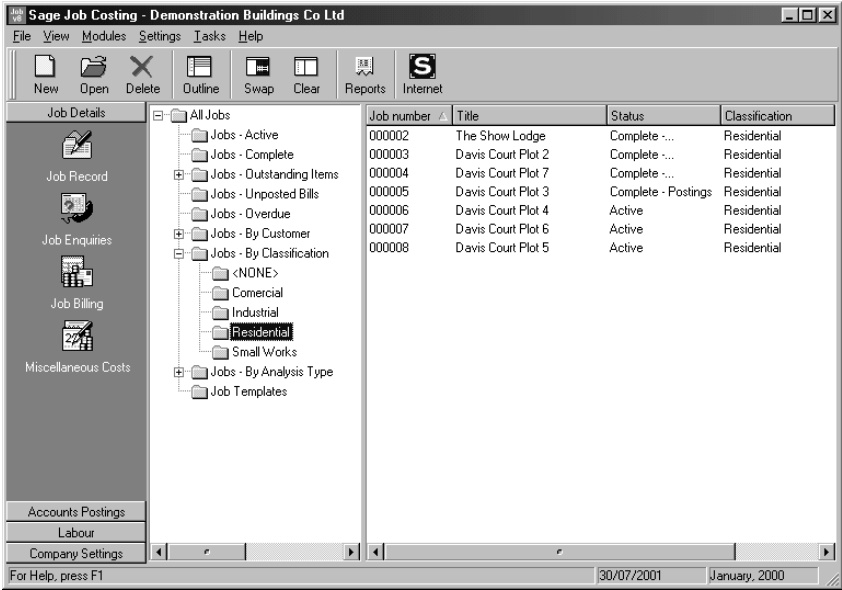 Sage Job Costing - Demonstration Buildings Co Ltd
File View Modules Settings Tasks Help
New Open Delete Outline Swap Clear Reports Internet
Job Details
Job Record
Job Enquiries
Job Billing
Miscellaneous Costs
Accounts Postings
Labour
Company Settings
All Jobs
Jobs - Active
Jobs - Complete
Jobs - Outstanding Items
Jobs - Unposted Bills
Jobs - Overdue
Jobs - By Customer
Jobs - By Classification
<NONE>
Comercial
Industrial
Residential
Small Works
Jobs - By Analysis Type
Job Templates
Job number Title Status Classification
000002 The Show Lodge Complete -... Residential
000003 Davis Court Plot 2 Complete -... Residential
000004 Davis Court Plot 7 Complete -... Residential
000005 Davis Court Plot 3 Complete - Postings Residential
000006 Davis Court Plot 4 Active Residential
000007 Davis Court Plot 6 Active Residential
000008 Davis Court Plot 5 Active Residential
For Help, press F1 30/07/2001 January, 2000